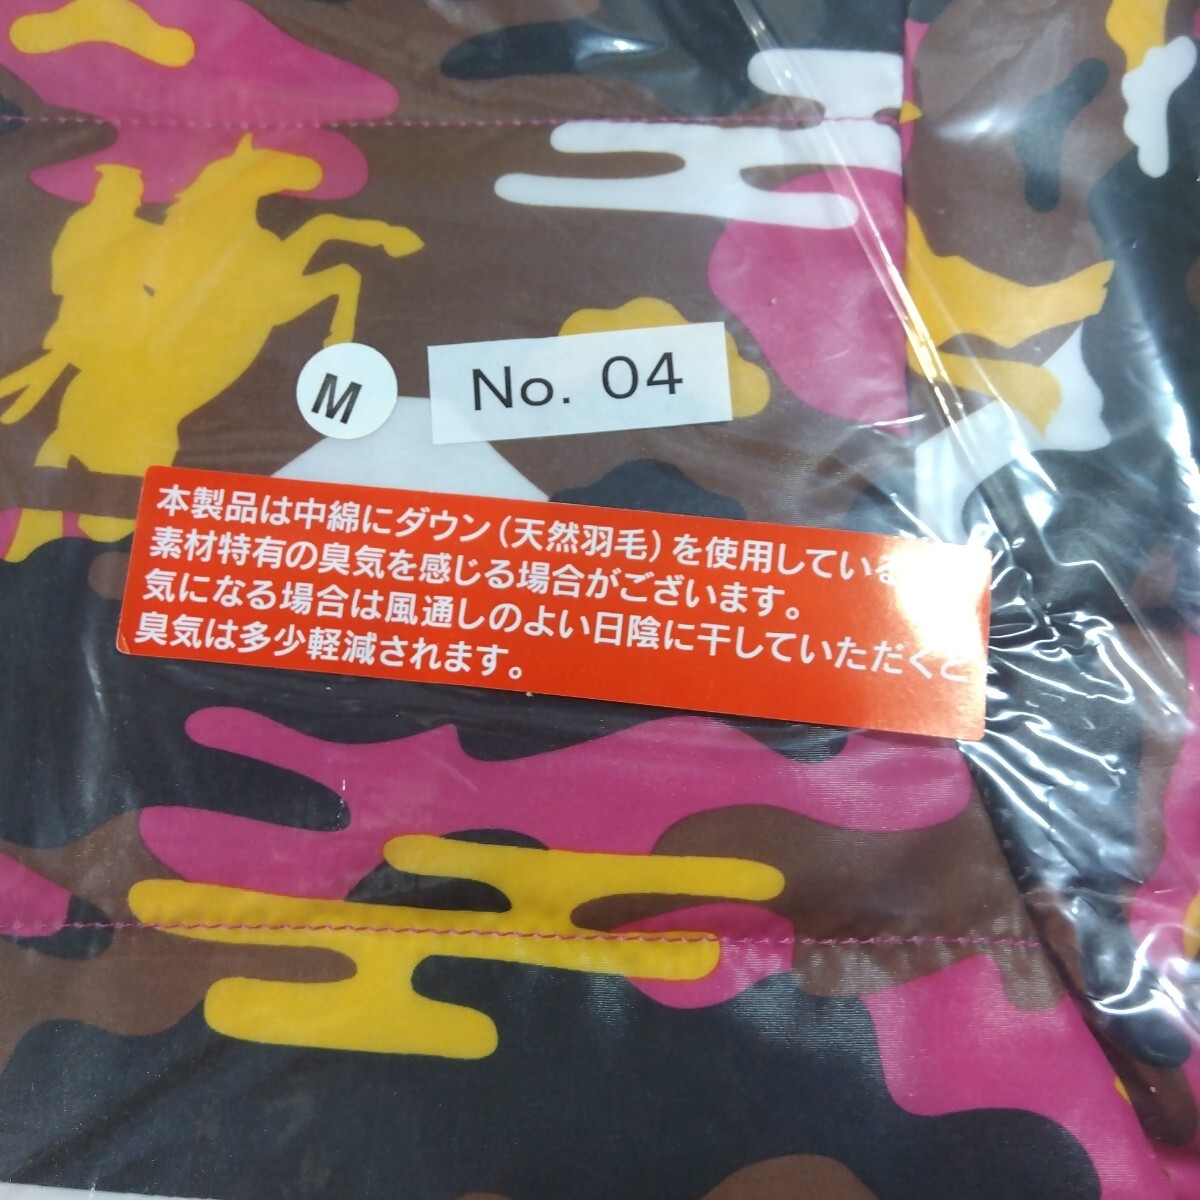 M
No. 04
本製品は中綿にダウン（天然羽毛）を使用している
素材特有の臭気を感じる場合がございます。
気になる場合は風通しのよい日陰に干していただくと
臭気は多少軽減されます。